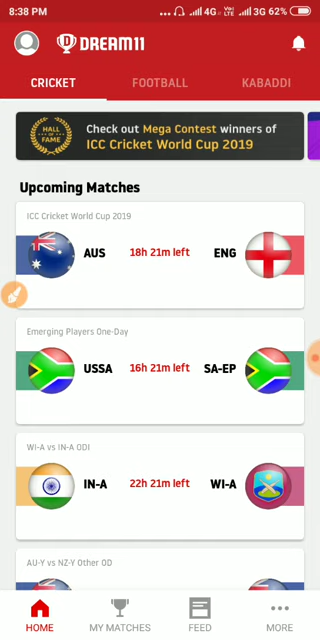 8:38 PM ... 4G Vo)) LTE 3G 62%
DREAM11
CRICKET FOOTBALL KABADDI
HALL OF FAME
Check out Mega Contest winners of
ICC Cricket World Cup 2019
Upcoming Matches
ICC Cricket World Cup 2019
AUS 18h 21m left ENG
Emerging Players One-Day
USSA 16h 21m left SA-EP
WI-A vs IN-A ODI
IN-A 22h 21m left WI-A
AU-Y vs NZ-Y Other OD
HOME MY MATCHES FEED MORE